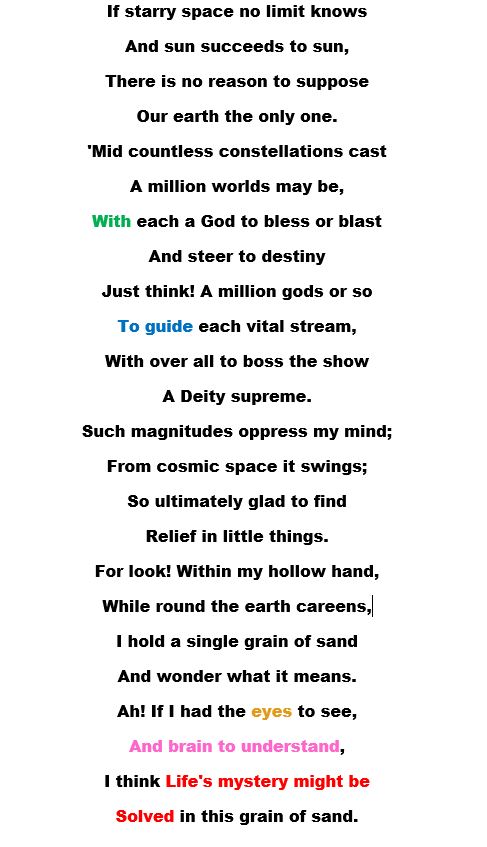 If starry space no limit knows
And sun succeeds to sun,
There is no reason to suppose
Our earth the only one.
'Mid countless constellations cast
A million worlds may be,
With each a God to bless or blast
And steer to destiny
Just think! A million gods or so
To guide each vital stream,
With over all to boss the show
A Deity supreme.
Such magnitudes oppress my mind;
From cosmic space it swings;
So ultimately glad to find
Relief in little things.
For look! Within my hollow hand,
While round the earth careens,
I hold a single grain of sand
And wonder what it means.
Ah! If I had the eyes to see,
And brain to understand,
I think Life's mystery might be
Solved in this grain of sand.